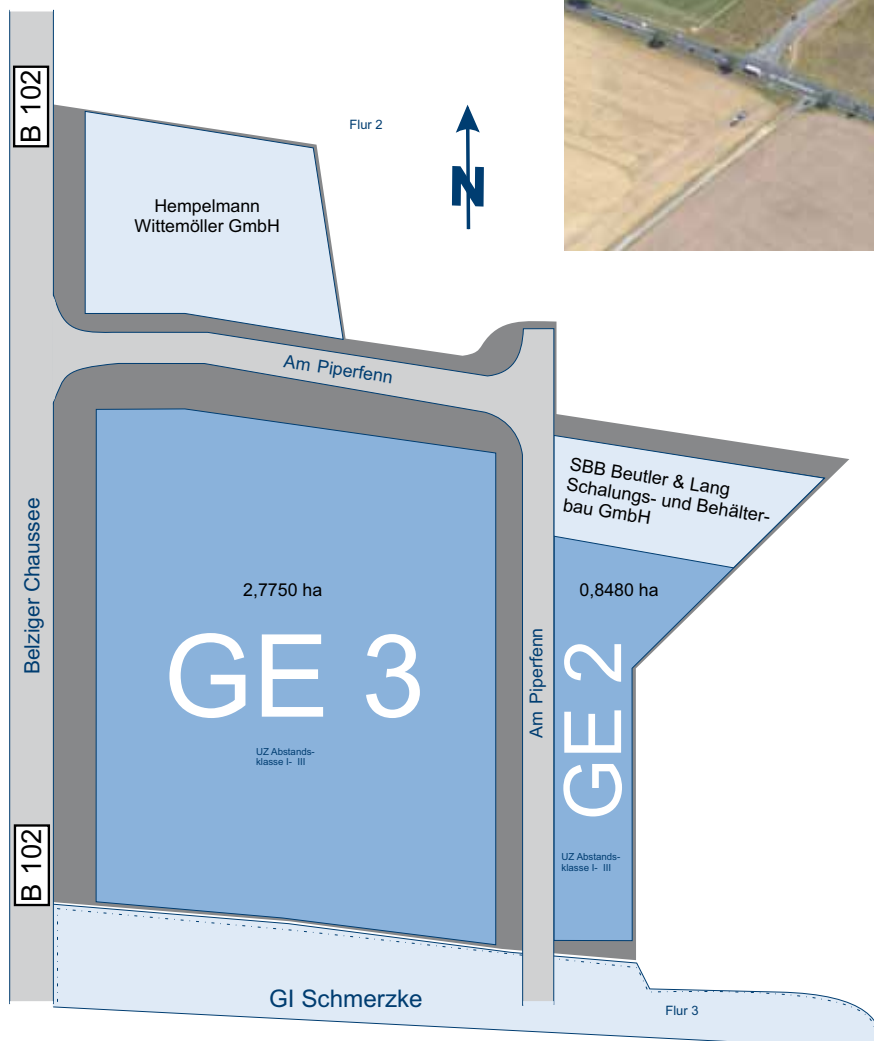 B 102
Flur 2
N
Hempelmann
Wittemöller GmbH
Am Piperfenn
SBB Beutler & Lang
Schalungs- und Behälter-
bau GmbH
Belziger Chaussee
2,7750 ha
GE 3
UZ Abstands-
klasse I- III
Am Piperfenn
0,8480 ha
GE 2
UZ Abstands-
klasse I- III
B 102
GI Schmerzke
Flur 3